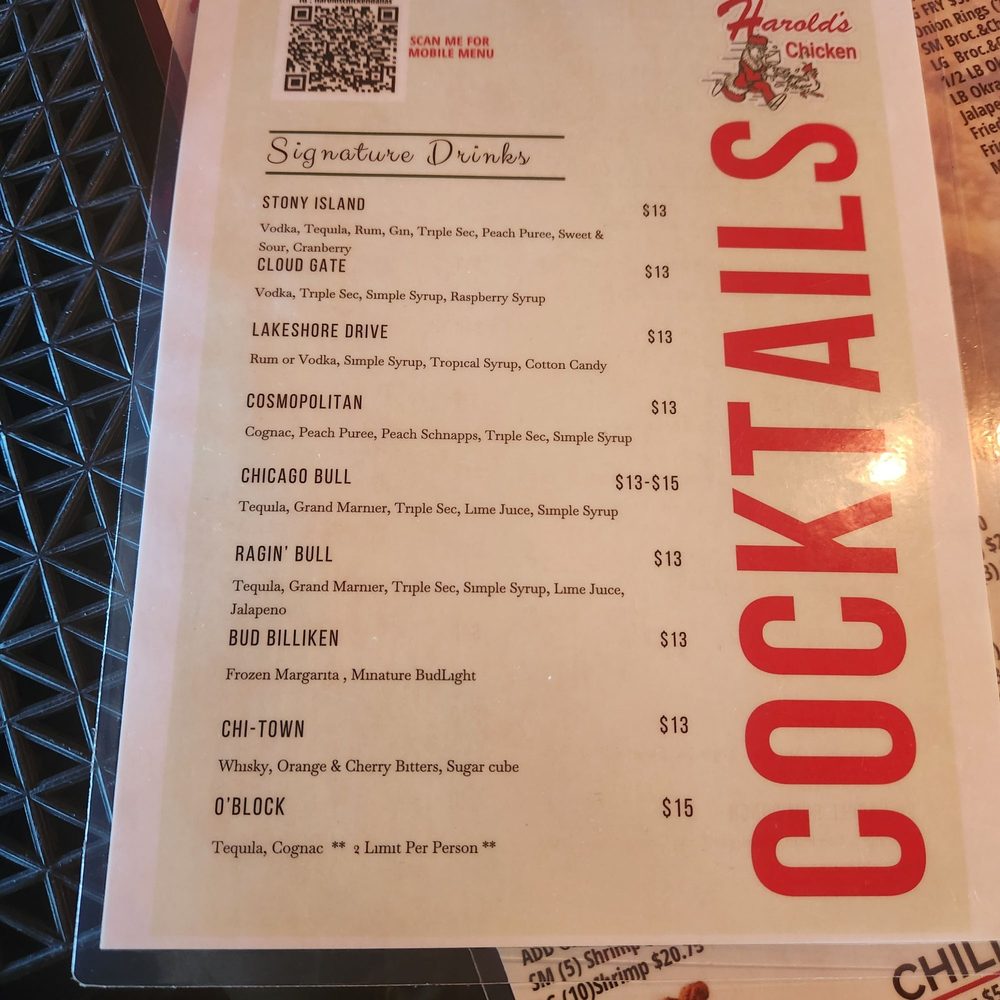 SCAN ME FOR
MOBILE MENU
Harold's
Chicken
COCKTAILS
Signature Drinks
STONY ISLAND $13
Vodka, Tequila, Rum, Gin, Triple Sec, Peach Puree, Sweet &
Sour, Cranberry
CLOUD GATE $13
Vodka, Triple Sec, Simple Syrup, Raspberry Syrup
LAKESHORE DRIVE $13
Rum or Vodka, Simple Syrup, Tropical Syrup, Cotton Candy
COSMOPOLITAN $13
Cognac, Peach Puree, Peach Schnapps, Triple Sec, Simple Syrup
CHICAGO BULL $13-$15
Tequila, Grand Marnier, Triple Sec, Lime Juice, Simple Syrup
RAGIN' BULL $13
Tequila, Grand Marnier, Triple Sec, Simple Syrup, Lime Juice,
Jalapeno
BUD BILLIKEN $13
Frozen Margarita , Minature BudLight
CHI-TOWN $13
Whisky, Orange & Cherry Bitters, Sugar cube
O'BLOCK $15
Tequila, Cognac ** 2 Limit Per Person **
FRY
Onion Rings
SM Broc.&
LG Broc.&
1/2 LB
LB Okra
ADD
SM (5) Shrimp
(10)Shrimp $20.75